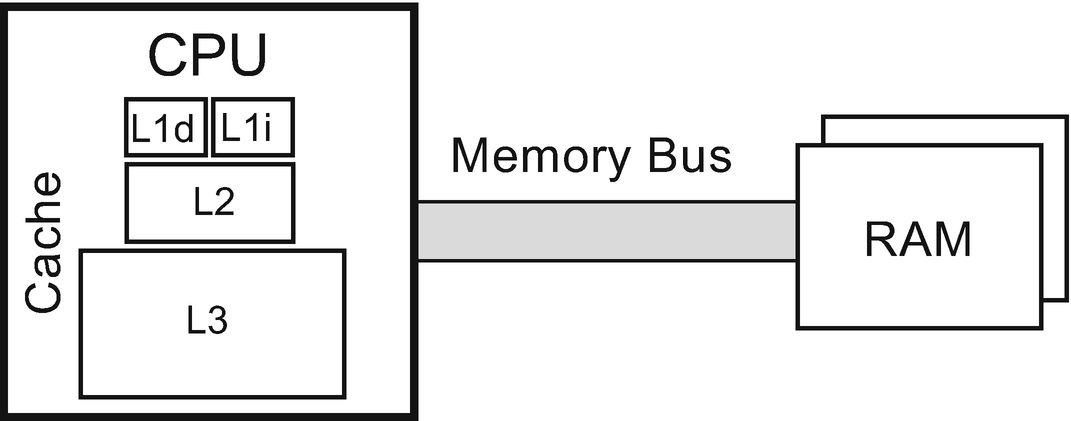 CPU
L1d
L1i
L2
L3
Cache
Memory Bus
RAM